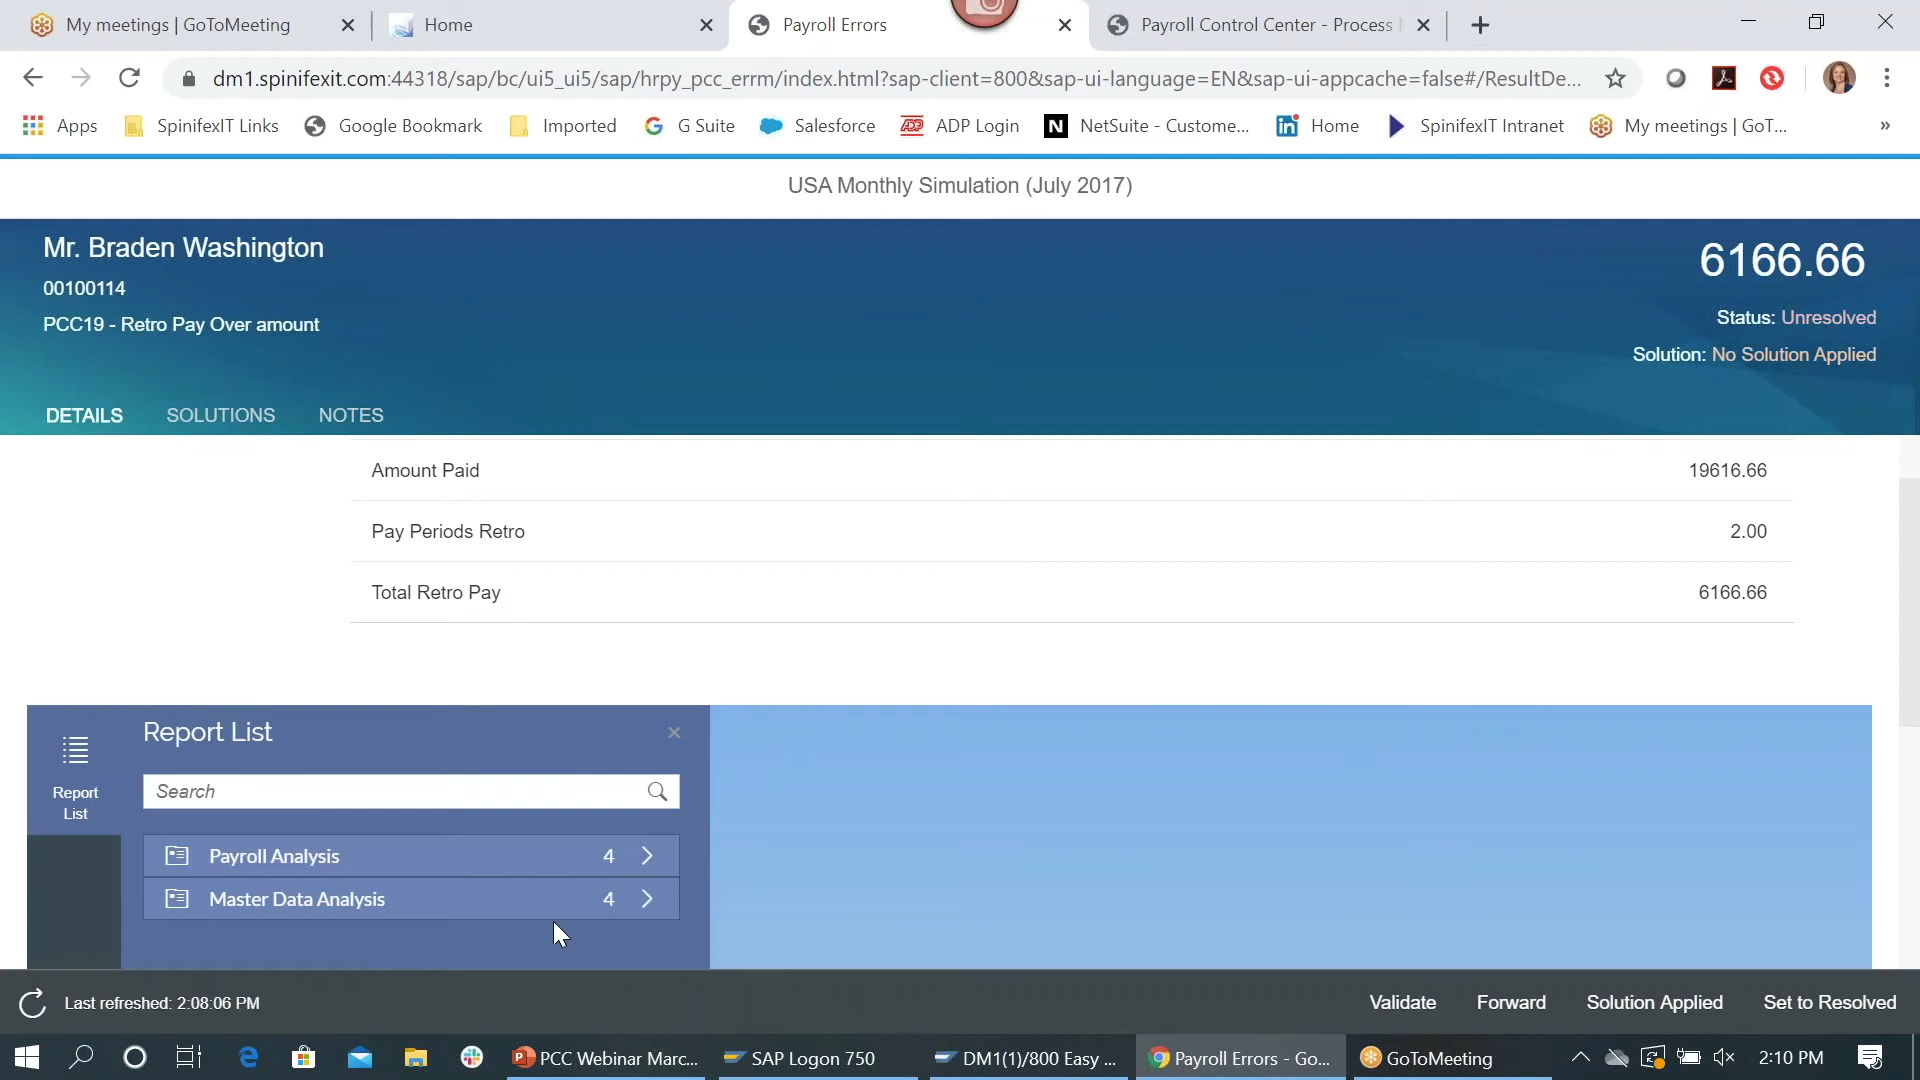 My meetings | GoToMeeting
Home
Payroll Errors
Payroll Control Center - Process
dm1.spinifexit.com:44318/sap/bc/ui5_ui5/sap/hrpy_pcc_errm/index.html?sap-client=800&sap-ui-language=EN&sap-ui-appcache=false#/ResultDe...
Apps
SpinifexIT Links
Google Bookmark
Imported
G Suite
Salesforce
ADP Login
NetSuite - Custome...
Home
SpinifexIT Intranet
My meetings | GoT...
»
USA Monthly Simulation (July 2017)
Mr. Braden Washington
6166.66
00100114
Status: Unresolved
PCC19 - Retro Pay Over amount
Solution: No Solution Applied
DETAILS
SOLUTIONS
NOTES
Amount Paid 19616.66
Pay Periods Retro 2.00
Total Retro Pay 6166.66
Report List
Report
List
Search
Payroll Analysis 4
Master Data Analysis 4
Last refreshed: 2:08:06 PM
Validate
Forward
Solution Applied
Set to Resolved
PCC Webinar Marc...
SAP Logon 750
DM1(1)/800 Easy ...
Payroll Errors - Go...
GoToMeeting
2:10 PM